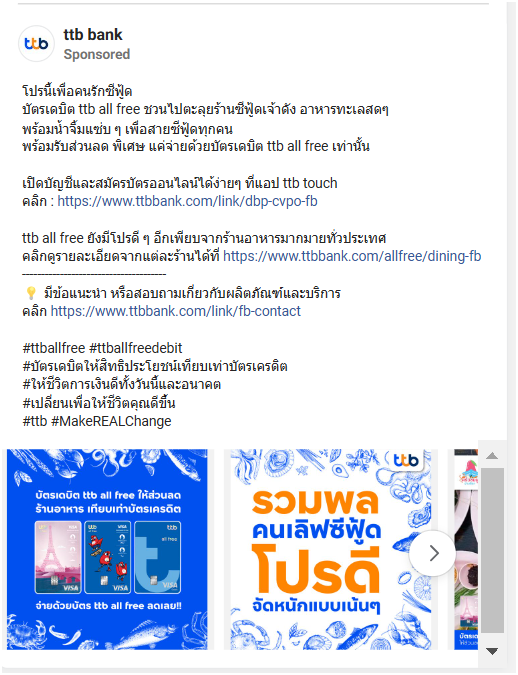 ttb bank
Sponsored
โปรนี้เพื่อคนรักซีฟู้ด
บัตรเดบิต ttb all free ชวนไปตะลุยร้านซีฟู้ดเจ้าดัง อาหารทะเลสดๆ
พร้อมน้ำจิ้มแซ่บ ๆ เพื่อสายซีฟู้ดทุกคน
พร้อมรับส่วนลด พิเศษ แค่จ่ายด้วยบัตรเดบิต ttb all free เท่านั้น
เปิดบัญชีและสมัครบัตรออนไลน์ได้ง่ายๆ ที่แอป ttb touch
คลิก : https://www.ttbbank.com/link/dbp-cvpo-fb
ttb all free ยังมีโปรดี ๆ อีกเพียบจากร้านอาหารมากมายทั่วประเทศ
คลิกดูรายละเอียดจากแต่ละร้านได้ที่ https://www.ttbbank.com/allfree/dining-fb
--------------------------------------
💡 มีข้อแนะนำ หรือสอบถามเกี่ยวกับผลิตภัณฑ์และบริการ
คลิก https://www.ttbbank.com/link/fb-contact
#ttballfree #ttballfreedebit
#บัตรเดบิตให้สิทธิประโยชน์เทียบเท่าบัตรเครดิต
#ให้ชีวิตการเงินดีทั้งวันนี้และอนาคต
#เปลี่ยนเพื่อให้ชีวิตคุณดีขึ้น
#ttb #MakeREALChange
บัตรเดบิต ttb all free ให้ส่วนลด
ร้านอาหาร เทียบเท่าบัตรเครดิต
ttb
VISA
ttb
VISA
ttb
all free
VISA
จ่ายด้วยบัตร ttb all free ลดเลย!!
ttb
รวมพล
คนเลิฟซีฟู้ด
โปรดี
จัดหนักแบบเน้นๆ